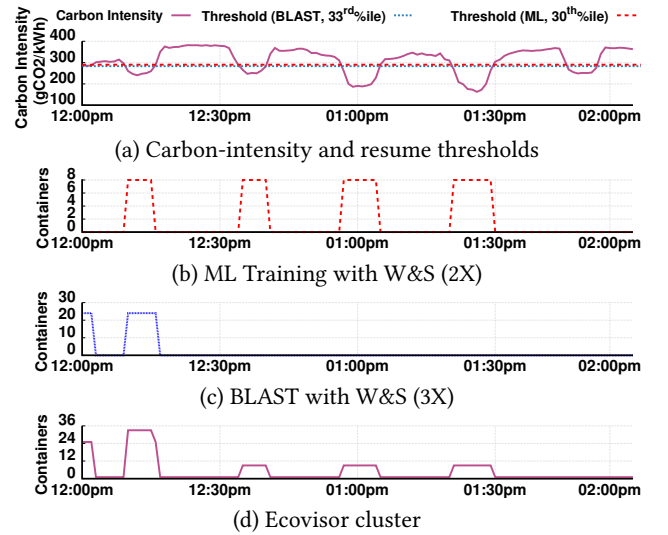 Carbon Intensity Threshold (BLAST, 33rd%ile) Threshold (ML, 30th%ile)
Carbon Intensity
(gCO2/kWh)
400
300
200
100
12:00pm 12:30pm 01:00pm 01:30pm 02:00pm
(a) Carbon-intensity and resume thresholds
Containers
8
6
4
2
0
12:00pm 12:30pm 01:00pm 01:30pm 02:00pm
(b) ML Training with W&S (2X)
Containers
30
20
10
0
12:00pm 12:30pm 01:00pm 01:30pm 02:00pm
(c) BLAST with W&S (3X)
Containers
36
24
12
0
12:00pm 12:30pm 01:00pm 01:30pm 02:00pm
(d) Ecovisor cluster